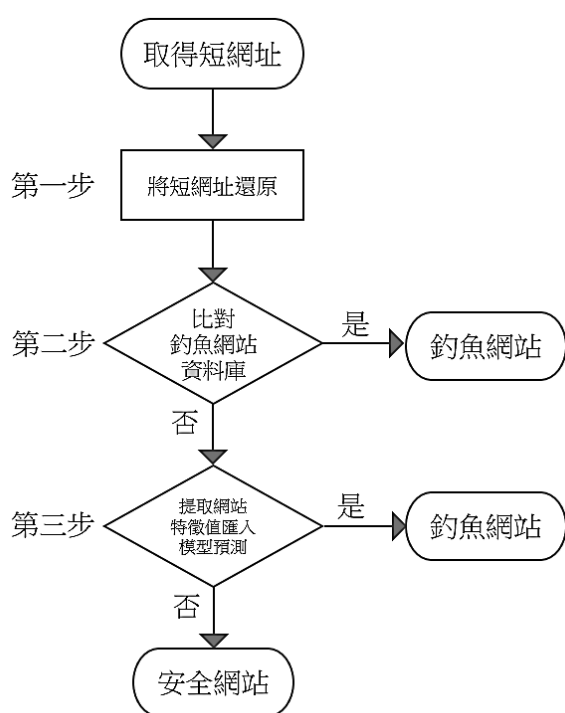 取得短網址
第一步
將短網址還原
第二步
比對
釣魚網站
資料庫
是
釣魚網站
否
第三步
提取網站
特徵值匯入
模型預測
是
釣魚網站
否
安全網站